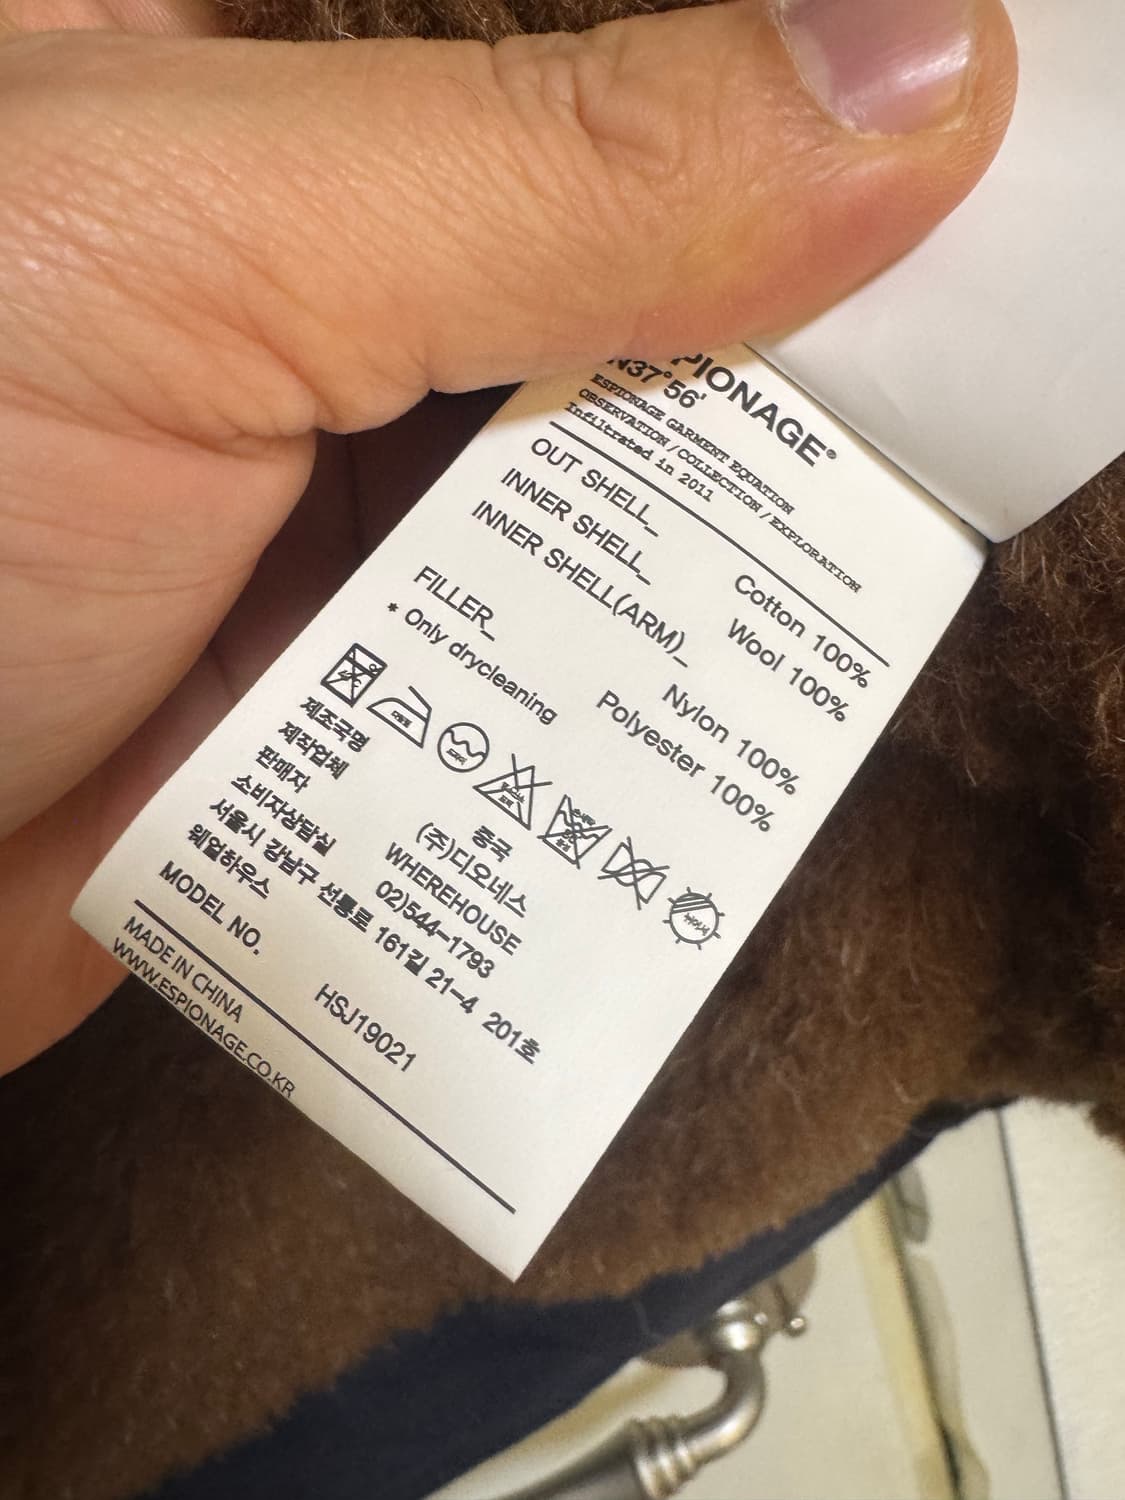 PIONAGE®
N37°56'
ESPIONAGE GARMENT EQUATION
OBSERVATION / COLLECTION / EXPLORATION
Infiltrated in 2011
OUT SHELL_ Cotton 100%
INNER SHELL_ Wool 100%
INNER SHELL(ARM)_ Nylon 100%
FILLER_ Polyester 100%
* Only drycleaning
제조국명 중국
제작업체 (주)디오네스
판매자 WHEREHOUSE
소비자상담실 02)544-1793
서울시 강남구 선릉로 161길 21-4 201호
웨얼하우스
MODEL NO. HSJ19021
MADE IN CHINA
WWW.ESPIONAGE.CO.KR